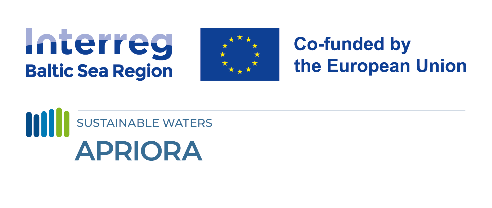 Interreg
Baltic Sea Region
Co-funded by
the European Union
SUSTAINABLE WATERS
APRIORA